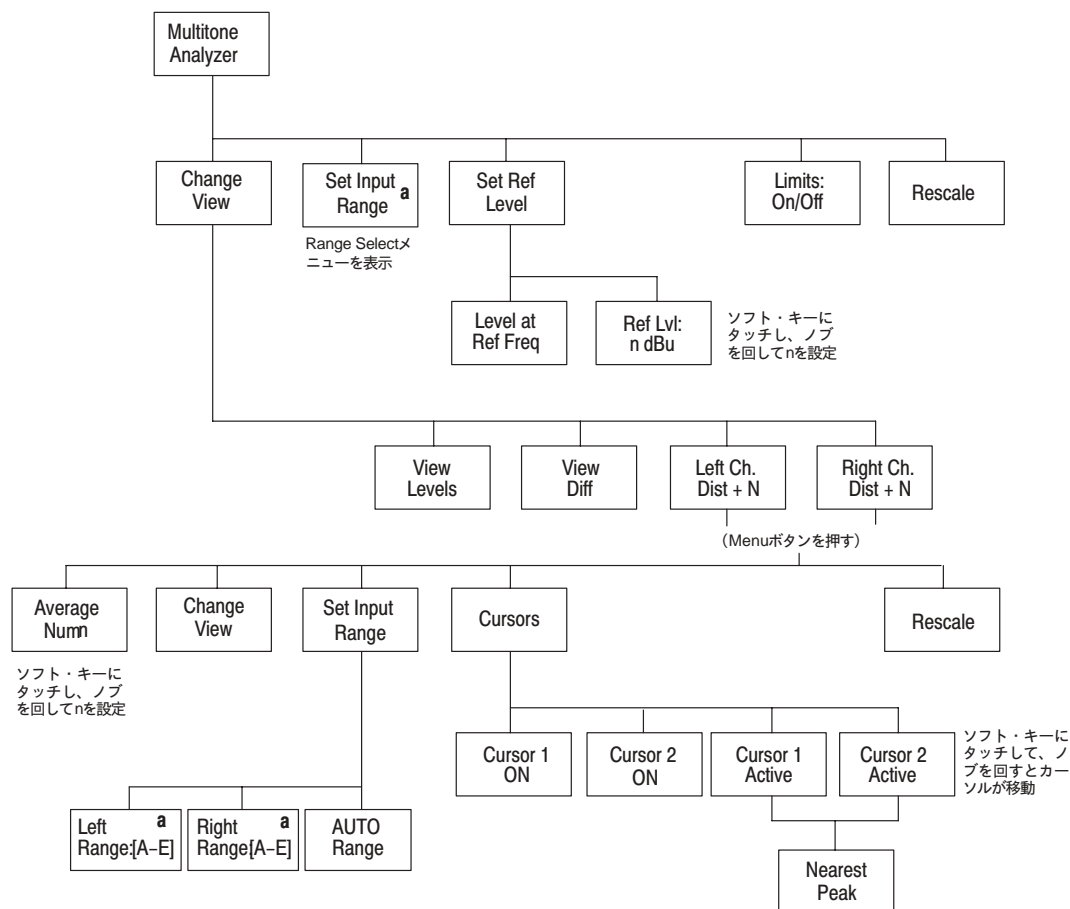 Multitone
Analyzer
Change
View
Set Input
Range a
Range Selectメ
ニューを表示
Set Ref
Level
Limits:
On/Off
Rescale
Level at
Ref Freq
Ref Lvl:
n dBu
ソフト・キーに
タッチし、ノブ
を回してnを設定
View
Levels
View
Diff
Left Ch.
Dist + N
Right Ch.
Dist + N
（Menuボタンを押す）
Average
Numn
ソフト・キーに
タッチし、ノブ
を回してnを設定
Change
View
Set Input
Range
Cursors
Rescale
Cursor 1
ON
Cursor 2
ON
Cursor 1
Active
Cursor 2
Active
ソフト・キーに
タッチして、ノ
ブを回すとカー
ソルが移動
Left a
Range:[A–E]
Right a
Range[A–E]
AUTO
Range
Nearest
Peak